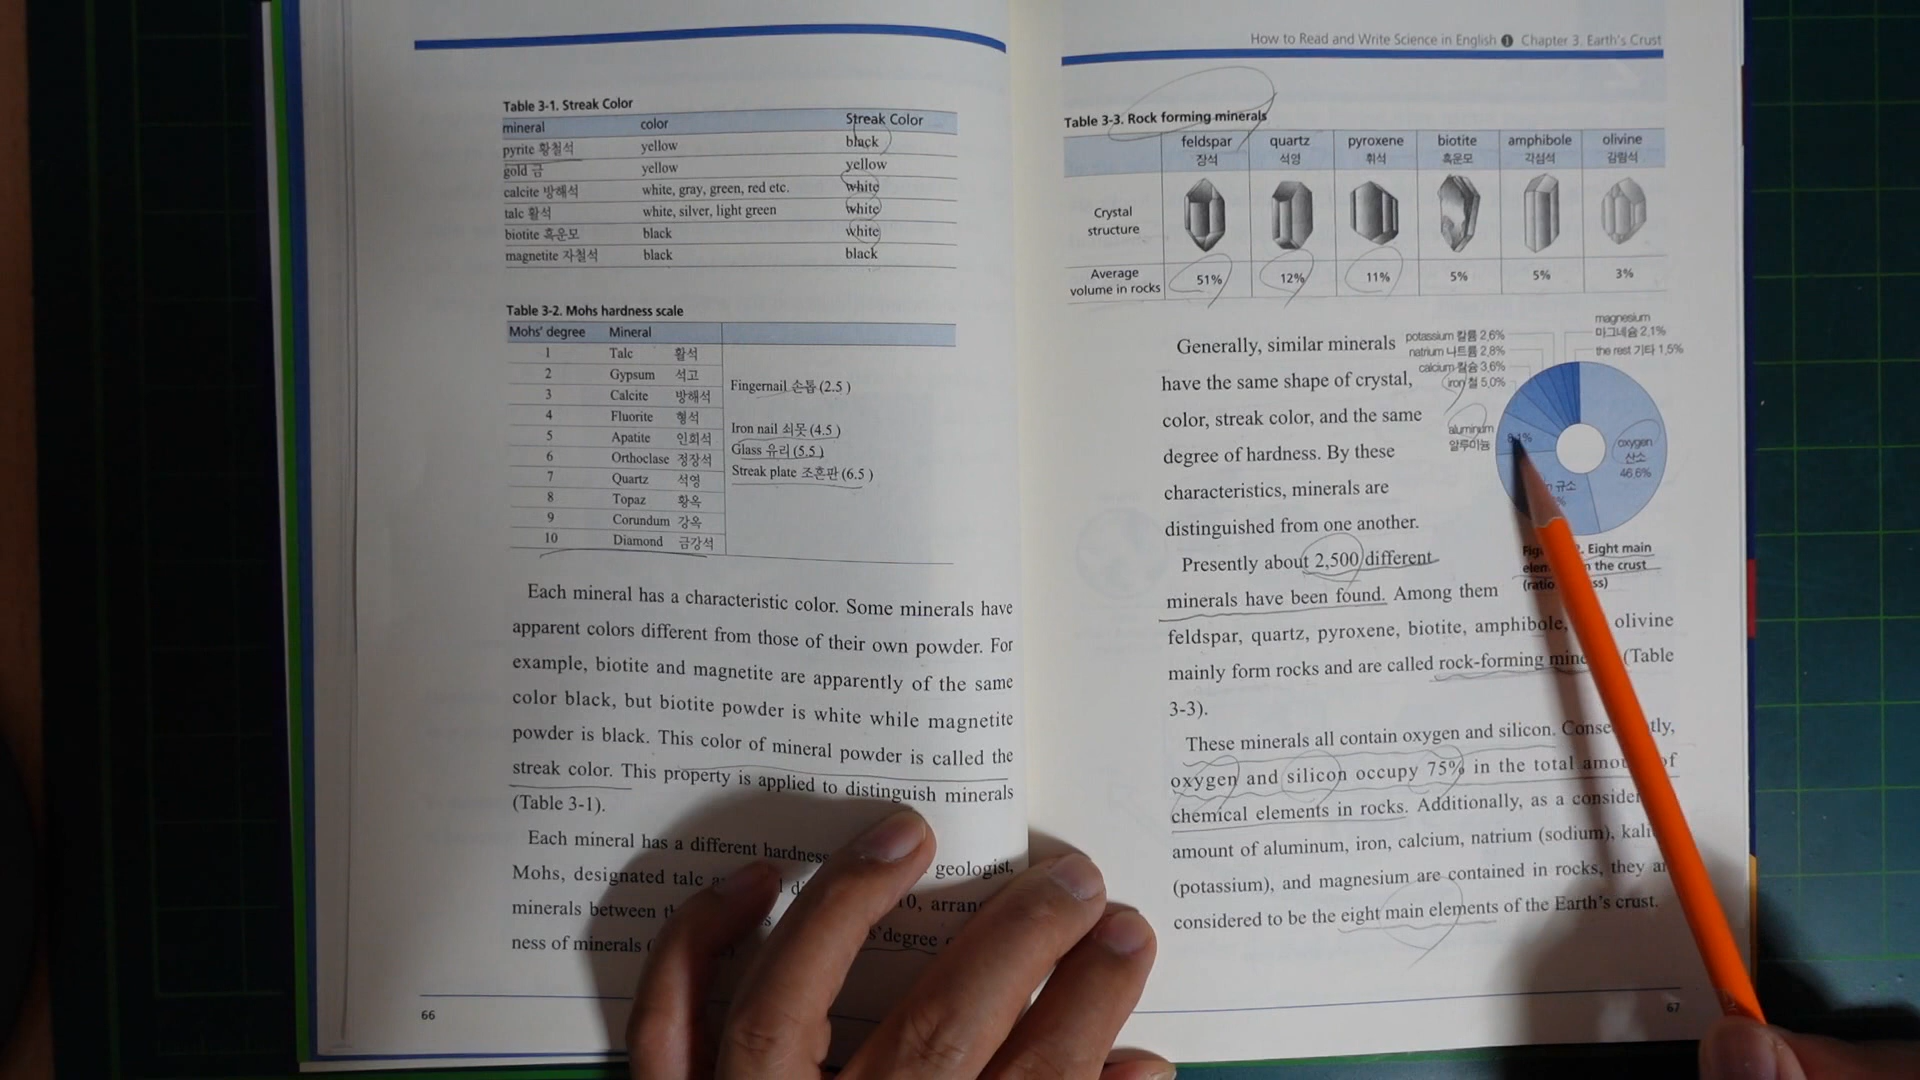 Table 3-1. Streak Color
mineral color Streak Color
pyrite 황철석 yellow black
gold 금 yellow yellow
calcite 방해석 white, gray, green, red etc. white
talc 활석 white, silver, light green white
biotite 흑운모 black white
magnetite 자철석 black black
Table 3-2. Mohs hardness scale
Mohs' degree Mineral
1 Talc 활석
2 Gypsum 석고
Fingernail 손톱 (2.5 )
3 Calcite 방해석
4 Fluorite 형석
Iron nail 쇠못 (4.5 )
5 Apatite 인회석
Glass 유리 (5.5 )
6 Orthoclase 정장석
Streak plate 조흔판 (6.5 )
7 Quartz 석영
8 Topaz 황옥
9 Corundum 강옥
10 Diamond 금강석
Each mineral has a characteristic color. Some minerals have
apparent colors different from those of their own powder. For
example, biotite and magnetite are apparently of the same
color black, but biotite powder is white while magnetite
powder is black. This color of mineral powder is called the
streak color. This property is applied to distinguish minerals
(Table 3-1).
Each mineral has a different hardness geologist,
Mohs, designated talc
minerals between 10,
ness of minerals degree
66
How to Read and Write Science in English 1 Chapter 3. Earth's Crust
Table 3-3. Rock forming minerals
feldspar quartz pyroxene biotite amphibole olivine
장석 석영 휘석 흑운모 각섬석 감람석
Crystal
structure
Average
volume in rocks 51% 12% 11% 5% 5% 3%
Generally, similar minerals
have the same shape of crystal,
color, streak color, and the same
degree of hardness. By these
characteristics, minerals are
distinguished from one another.
magnesium
마그네슘 2,1%
the rest 기타 1,5%
potassium 칼륨 2,6%
natrium 나트륨 2,8%
calcium 칼슘 3,6%
iron 철 5,0%
aluminum
알루미늄
8,1%
oxygen
산소
46,6%
규소
%
Eight main
the crust
Presently about 2,500 different
minerals have been found. Among them
feldspar, quartz, pyroxene, biotite, amphibole, olivine
mainly form rocks and are called rock-forming (Table
3-3).
These minerals all contain oxygen and silicon.
oxygen and silicon occupy 75% in the total of
chemical elements in rocks. Additionally, as a
amount of aluminum, iron, calcium, natrium (sodium),
(potassium), and magnesium are contained in rocks, they
considered to be the eight main elements of the Earth's crust.
67